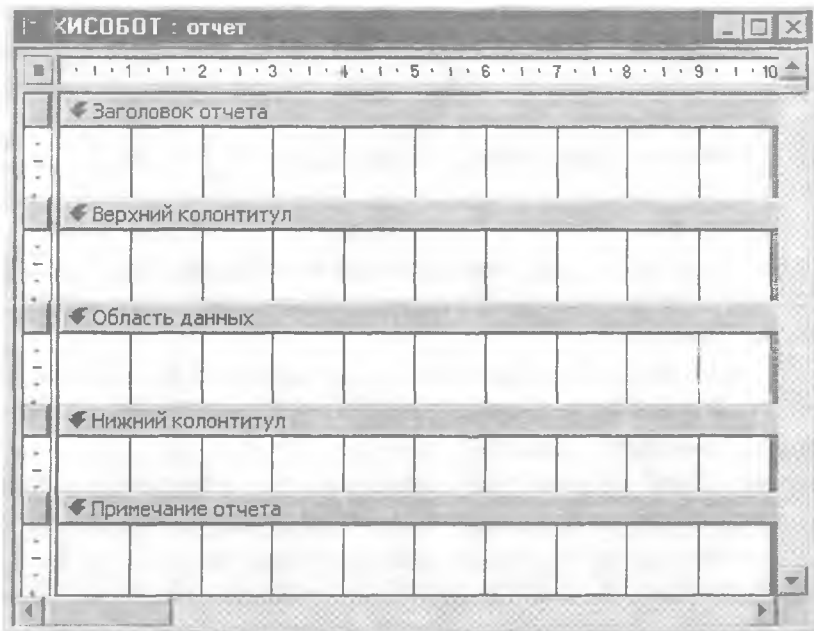 ХИСОБОТ : отчет
1 2 3 4 5 6 7 8 9 10
Заголовок отчета
Верхний колонтитул
Область данных
Нижний колонтитул
Примечание отчета